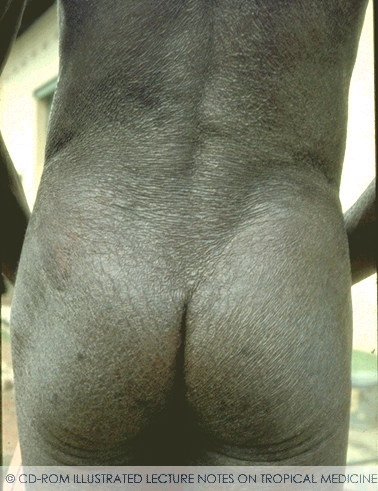 © CD-ROM ILLUSTRATED LECTURE NOTES ON TROPICAL MEDICINE